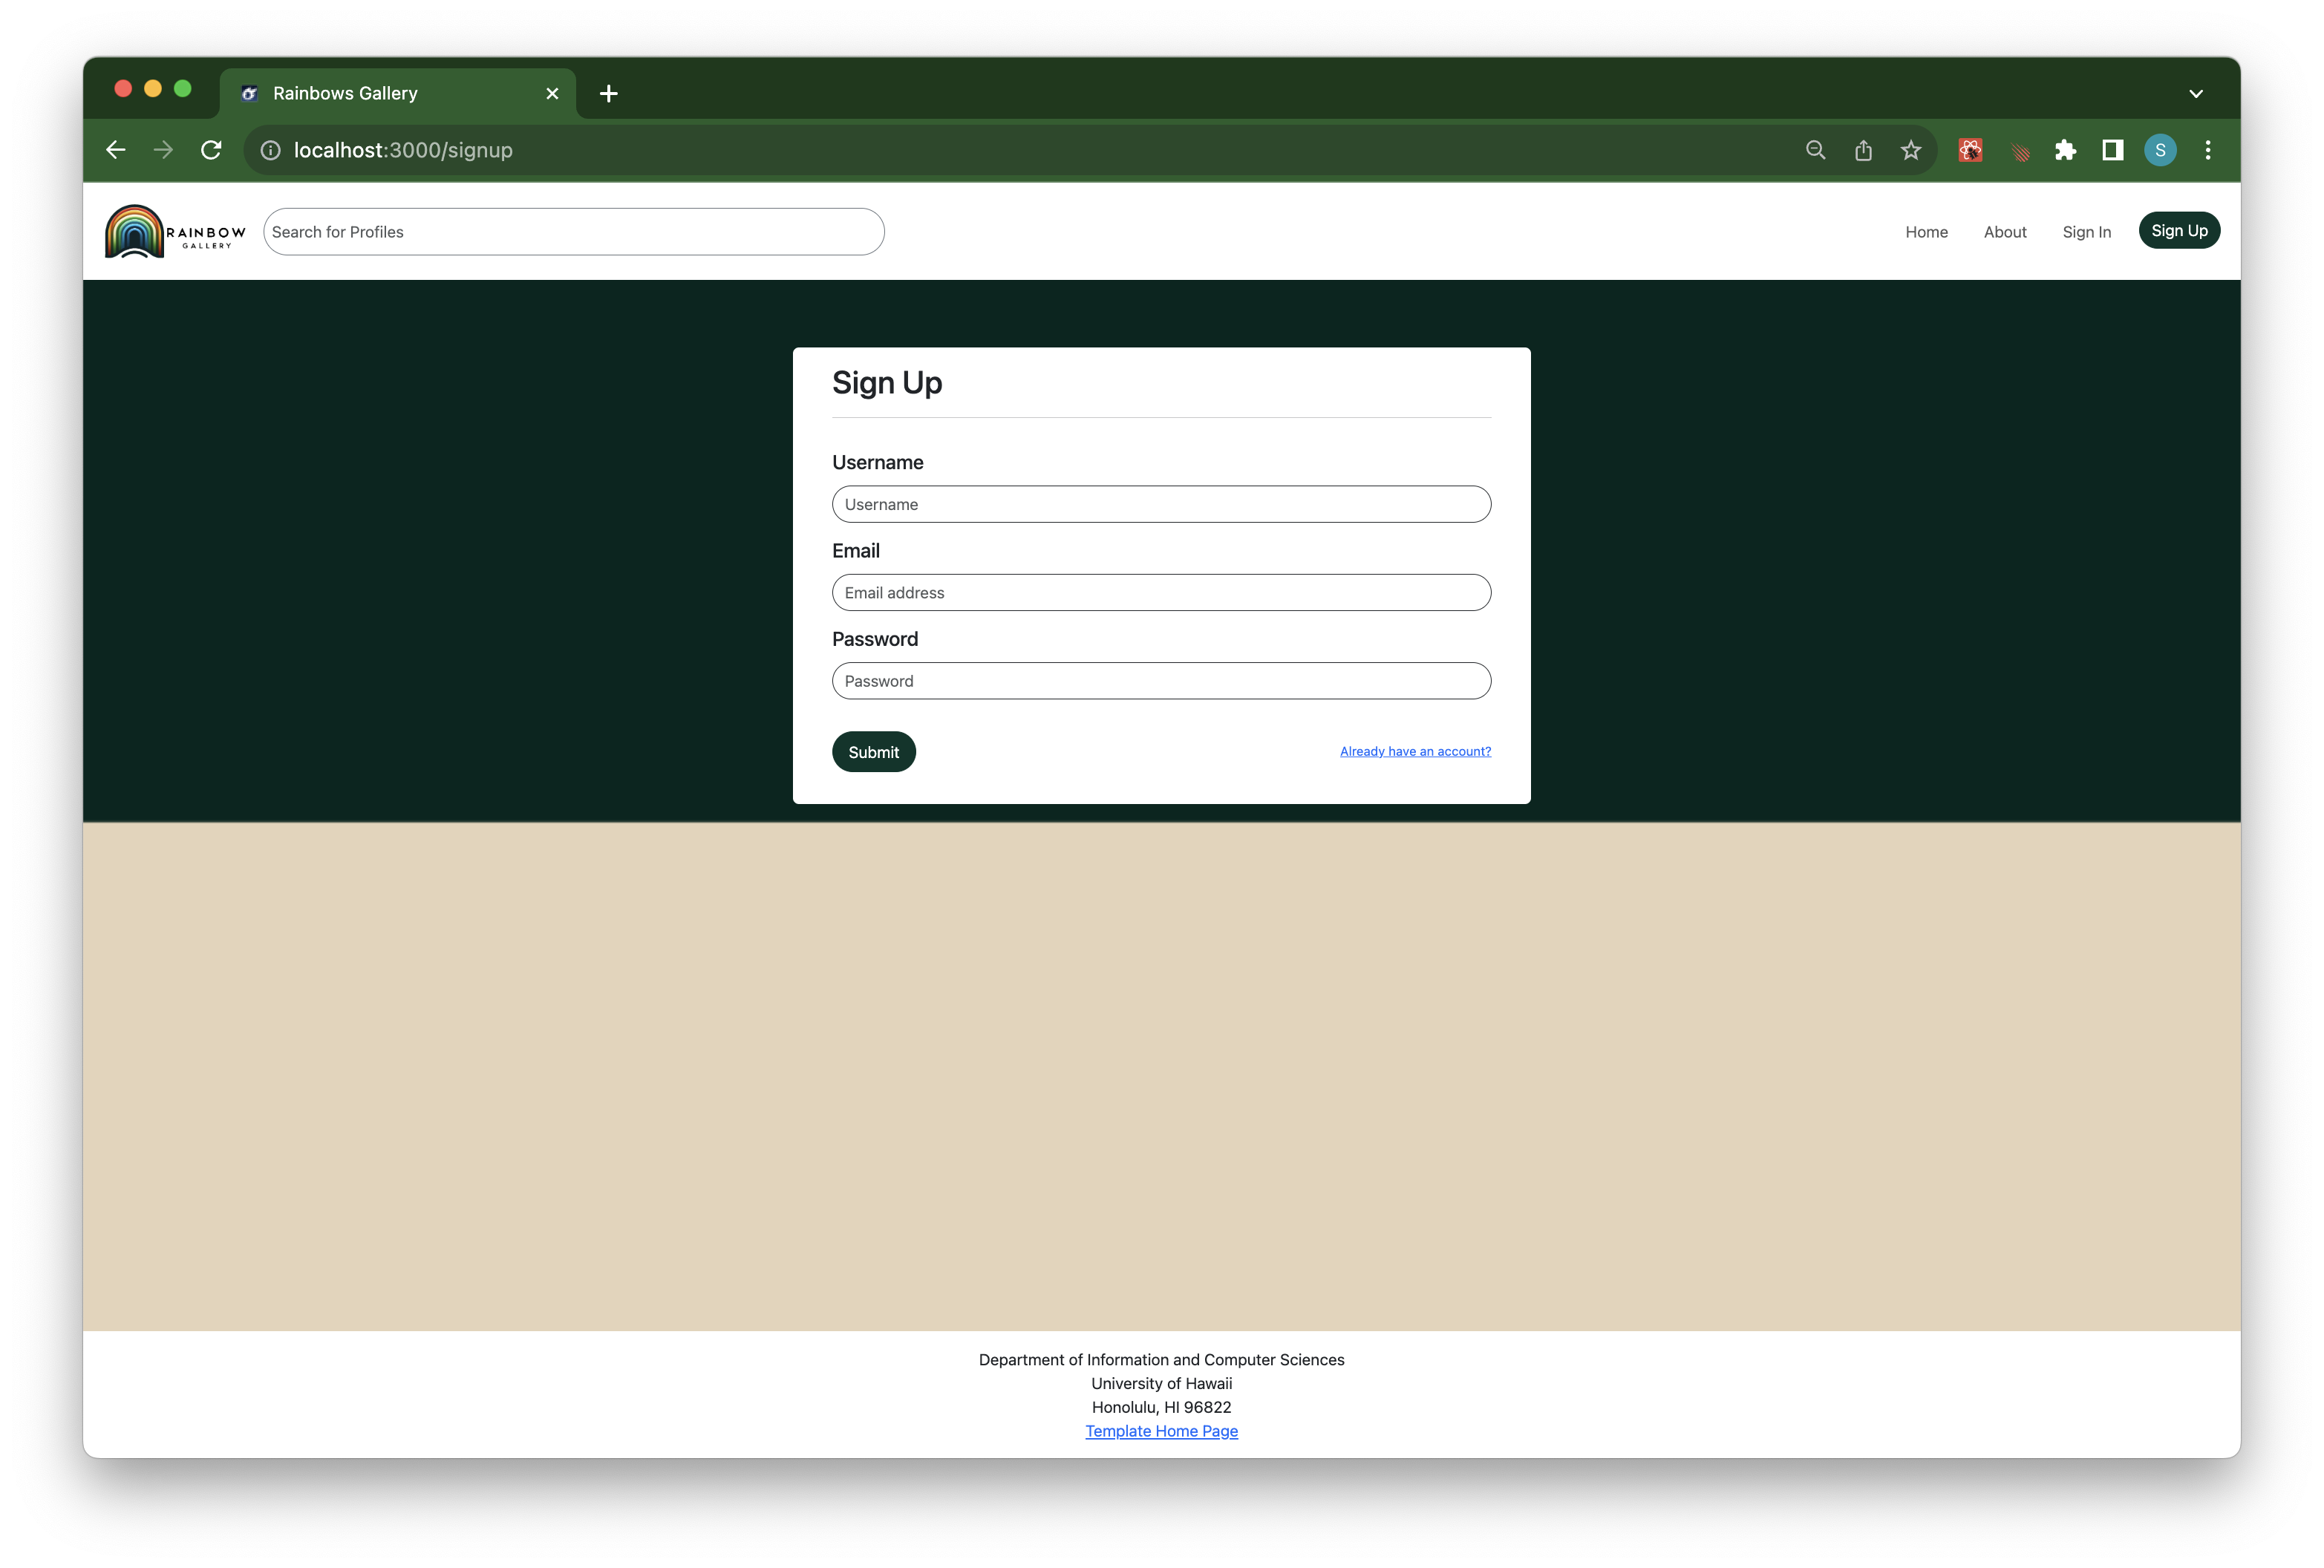 Rainbows Gallery
localhost:3000/signup
S
RAINBOW
GALLERY
Search for Profiles
Home
About
Sign In
Sign Up
Sign Up
Username
Username
Email
Email address
Password
Password
Submit
Already have an account?
Department of Information and Computer Sciences
University of Hawaii
Honolulu, HI 96822
Template Home Page